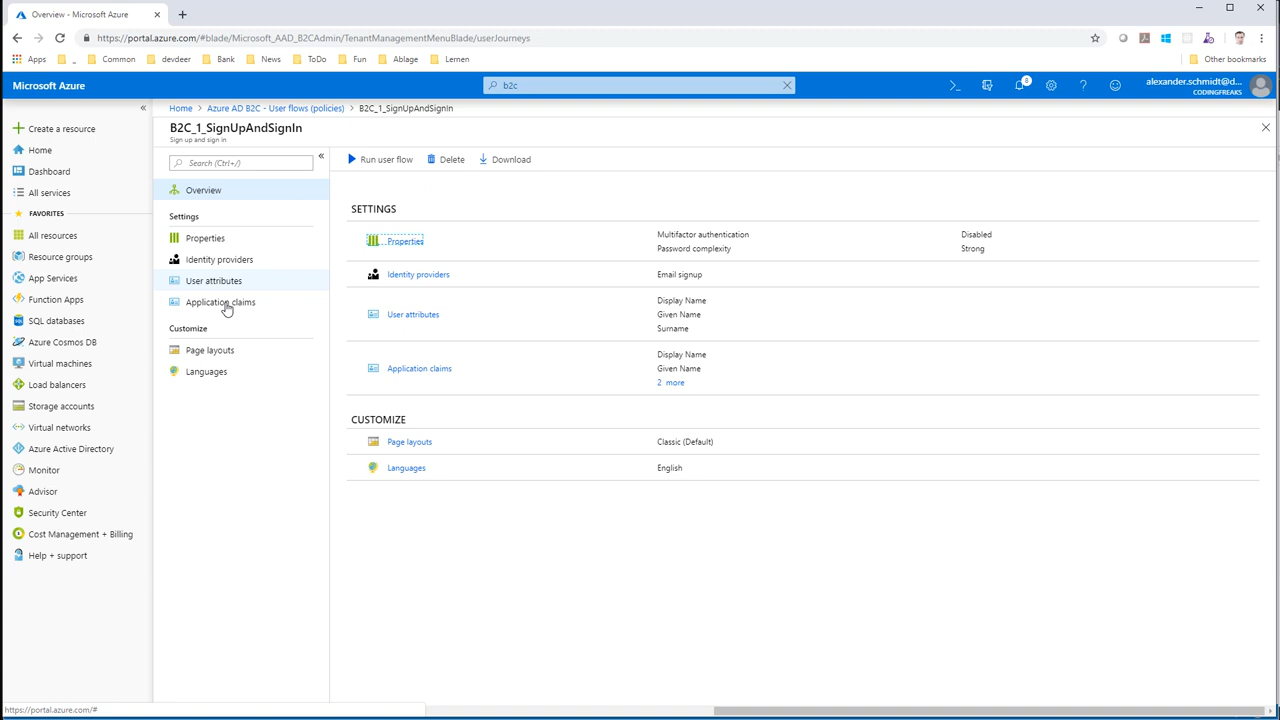 Overview - Microsoft Azure
https://portal.azure.com/#blade/Microsoft_AAD_B2CAdmin/TenantManagementMenuBlade/userJourneys
Apps
_
Common
devdeer
Bank
News
ToDo
Fun
Ablage
Lernen
Other bookmarks
Microsoft Azure
b2c
8
alexander.schmidt@d...
CODINGFREAKS
Home
Azure AD B2C - User flows (policies)
B2C_1_SignUpAndSignIn
B2C_1_SignUpAndSignIn
Sign up and sign in
Create a resource
Home
Dashboard
All services
FAVORITES
All resources
Resource groups
App Services
Function Apps
SQL databases
Azure Cosmos DB
Virtual machines
Load balancers
Storage accounts
Virtual networks
Azure Active Directory
Monitor
Advisor
Security Center
Cost Management + Billing
Help + support
Search (Ctrl+/)
Overview
Settings
Properties
Identity providers
User attributes
Application claims
Customize
Page layouts
Languages
Run user flow
Delete
Download
SETTINGS
Properties
Multifactor authentication
Disabled
Password complexity
Strong
Identity providers
Email signup
User attributes
Display Name
Given Name
Surname
Application claims
Display Name
Given Name
2 more
CUSTOMIZE
Page layouts
Classic (Default)
Languages
English
https://portal.azure.com/#